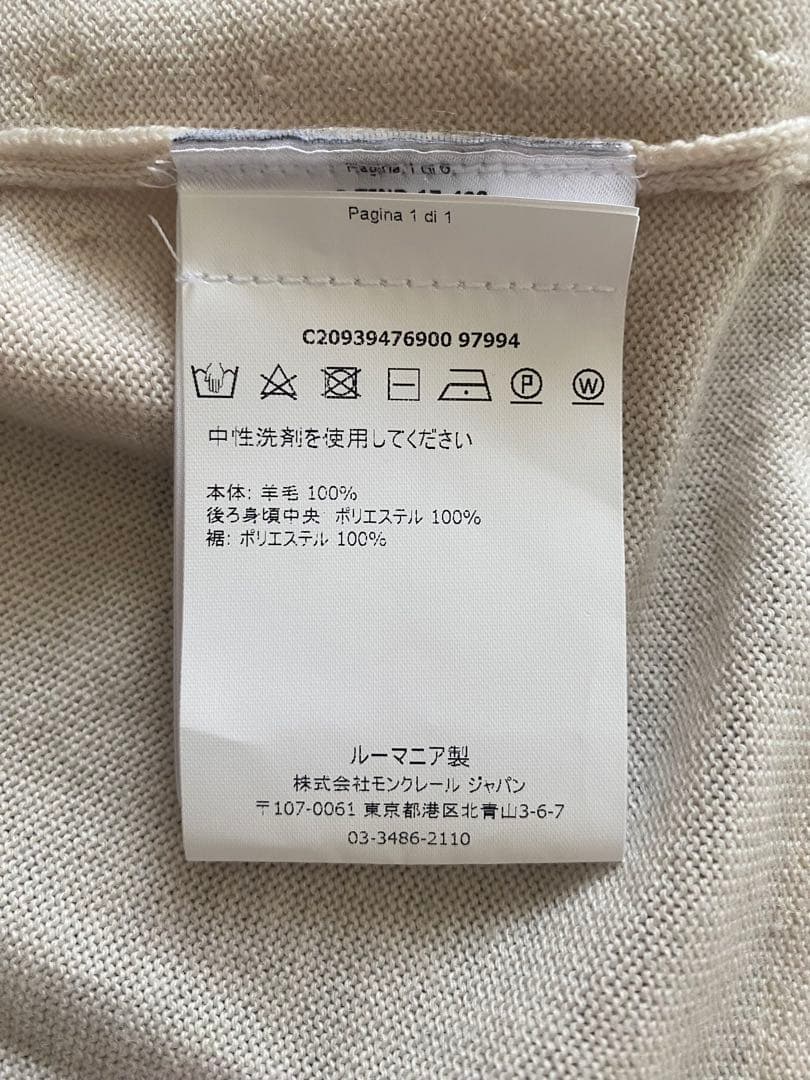 Pagina 1 di 6
Pagina 1 di 1
C20939476900 97994
P W
中性洗剤を使用してください
本体: 羊毛 100%
後ろ身頃中央: ポリエステル 100%
裾: ポリエステル 100%
ルーマニア製
株式会社モンクレール ジャパン
〒107-0061 東京都港区北青山3-6-7
03-3486-2110